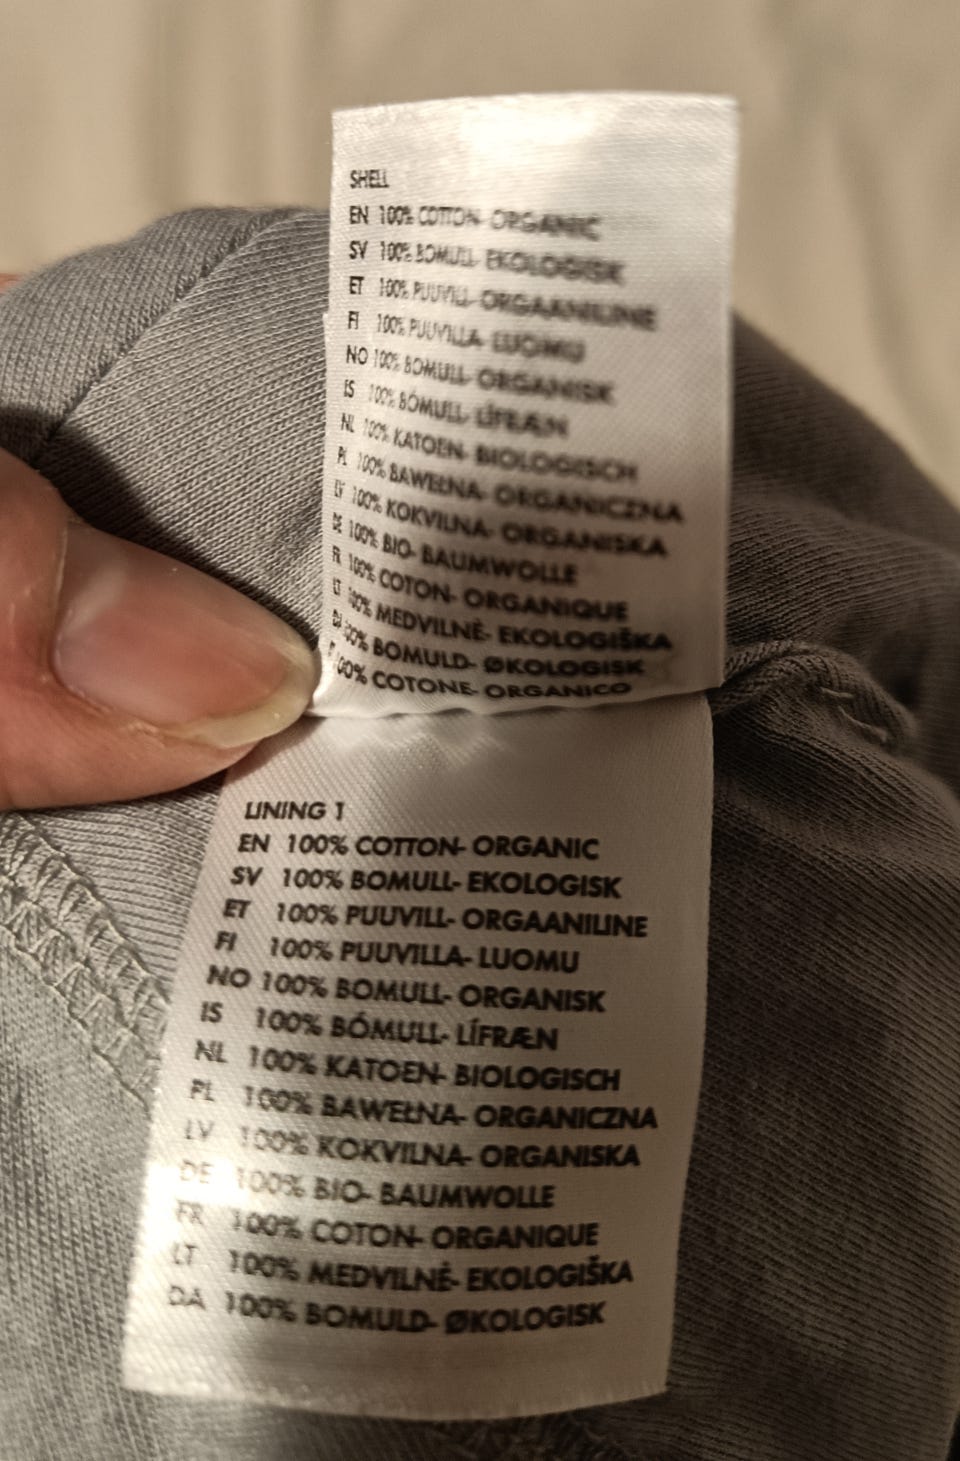 SHELL
EN 100% COTTON- ORGANIC
SV 100% BOMULL- EKOLOGISK
ET 100% PUUVILL- ORGAANILINE
FI 100% PUUVILLA- LUOMU
NO 100% BOMULL- ORGANISK
IS 100% BÓMULL- LÍFRÆN
NL 100% KATOEN- BIOLOGISCH
PL 100% BAWEŁNA- ORGANICZNA
LV 100% KOKVILNA- ORGANISKA
DE 100% BIO- BAUMWOLLE
FR 100% COTON- ORGANIQUE
LT 100% MEDVILNĖ- EKOLOGIŠKA
DA 100% BOMULD- ØKOLOGISK
100% COTONE- ORGANICO
LINING 1
EN 100% COTTON- ORGANIC
SV 100% BOMULL- EKOLOGISK
ET 100% PUUVILL- ORGAANILINE
FI 100% PUUVILLA- LUOMU
NO 100% BOMULL- ORGANISK
IS 100% BÓMULL- LÍFRÆN
NL 100% KATOEN- BIOLOGISCH
PL 100% BAWEŁNA- ORGANICZNA
LV 100% KOKVILNA- ORGANISKA
DE 100% BIO- BAUMWOLLE
FR 100% COTON- ORGANIQUE
LT 100% MEDVILNĖ- EKOLOGIŠKA
DA 100% BOMULD- ØKOLOGISK